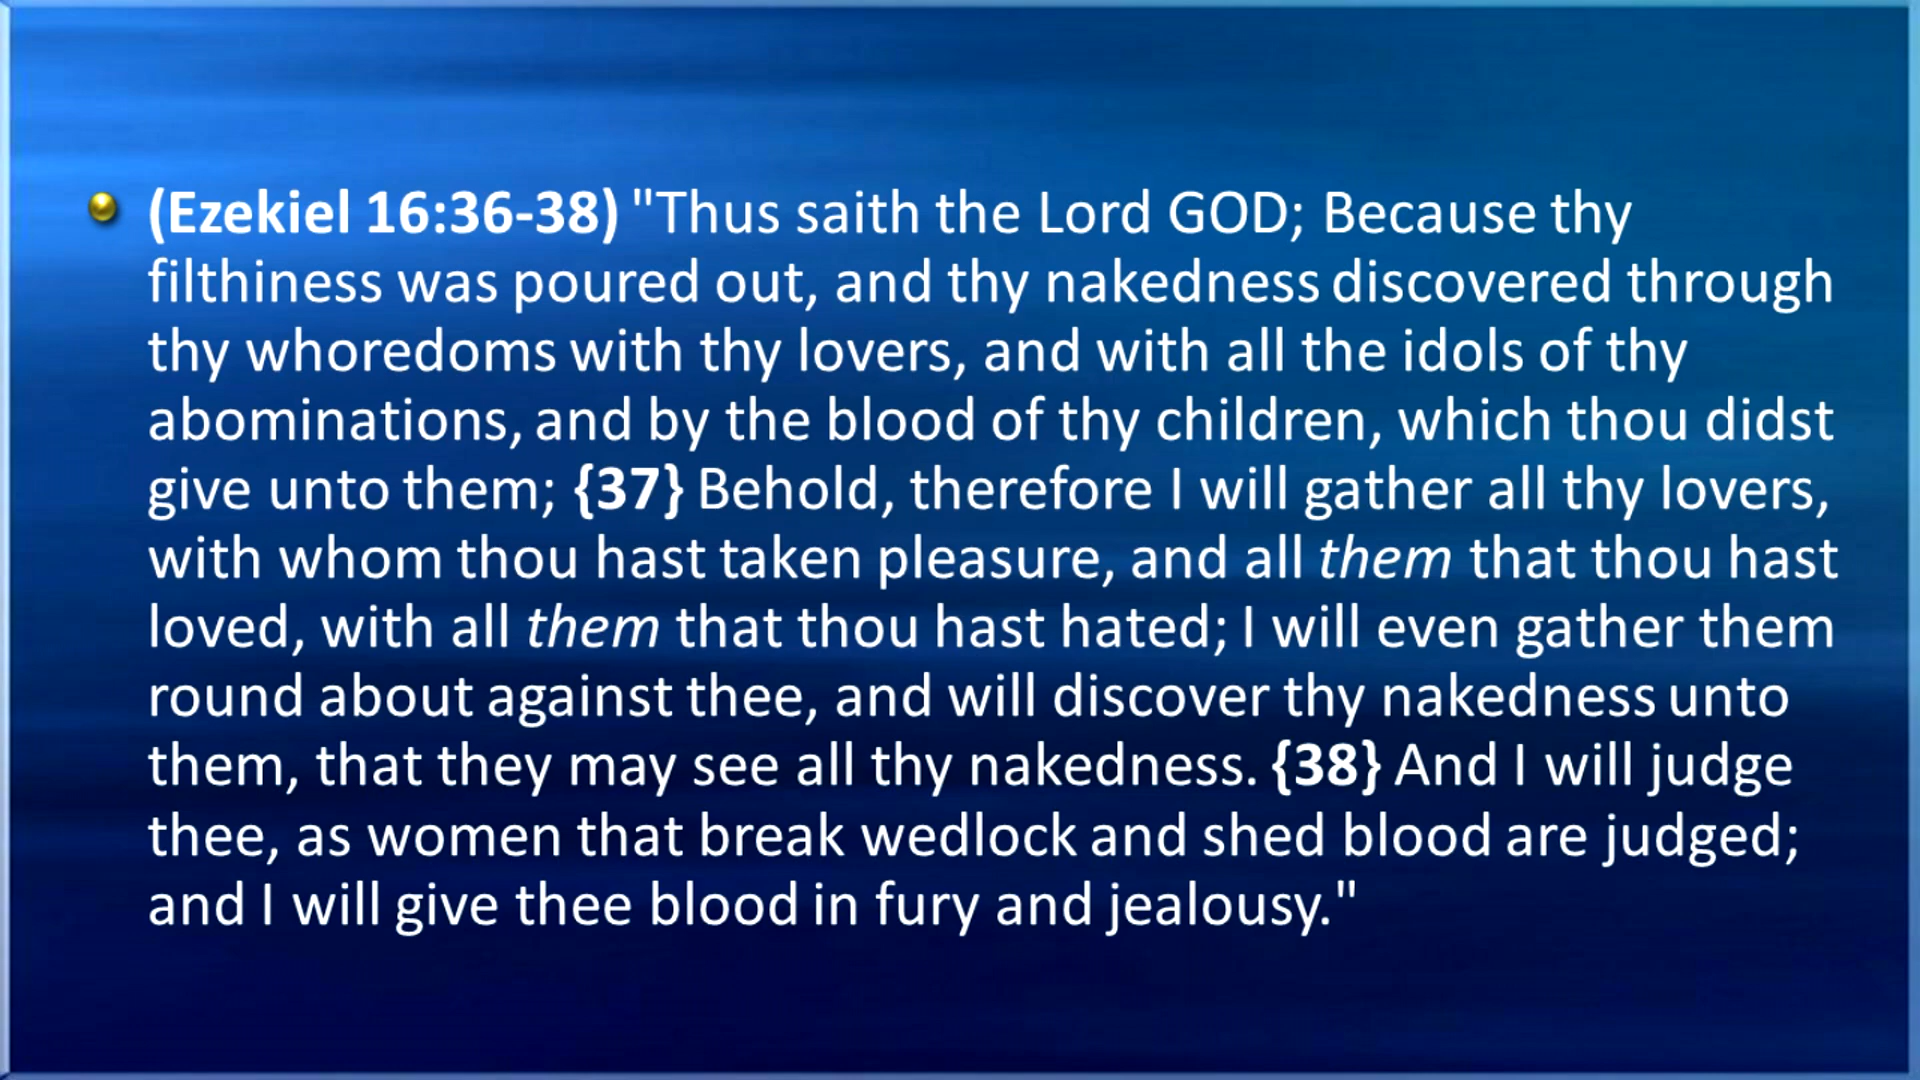 (Ezekiel 16:36-38) "Thus saith the Lord GOD; Because thy
filthiness was poured out, and thy nakedness discovered through
thy whoredoms with thy lovers, and with all the idols of thy
abominations, and by the blood of thy children, which thou didst
give unto them; {37} Behold, therefore I will gather all thy lovers,
with whom thou hast taken pleasure, and all them that thou hast
loved, with all them that thou hast hated; I will even gather them
round about against thee, and will discover thy nakedness unto
them, that they may see all thy nakedness. {38} And I will judge
thee, as women that break wedlock and shed blood are judged;
and I will give thee blood in fury and jealousy."